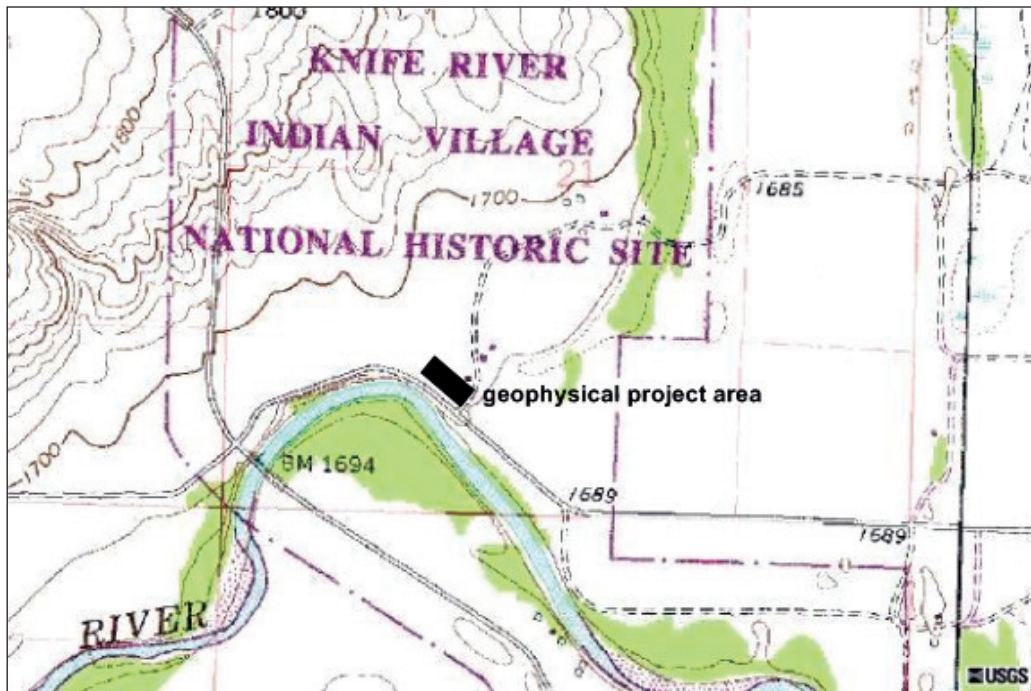 1800
KNIFE RIVER
INDIAN VILLAGE
1800
21
1700
1685
NATIONAL HISTORIC SITE
geophysical project area
1700
BM 1694
1689
1689
RIVER
USGS